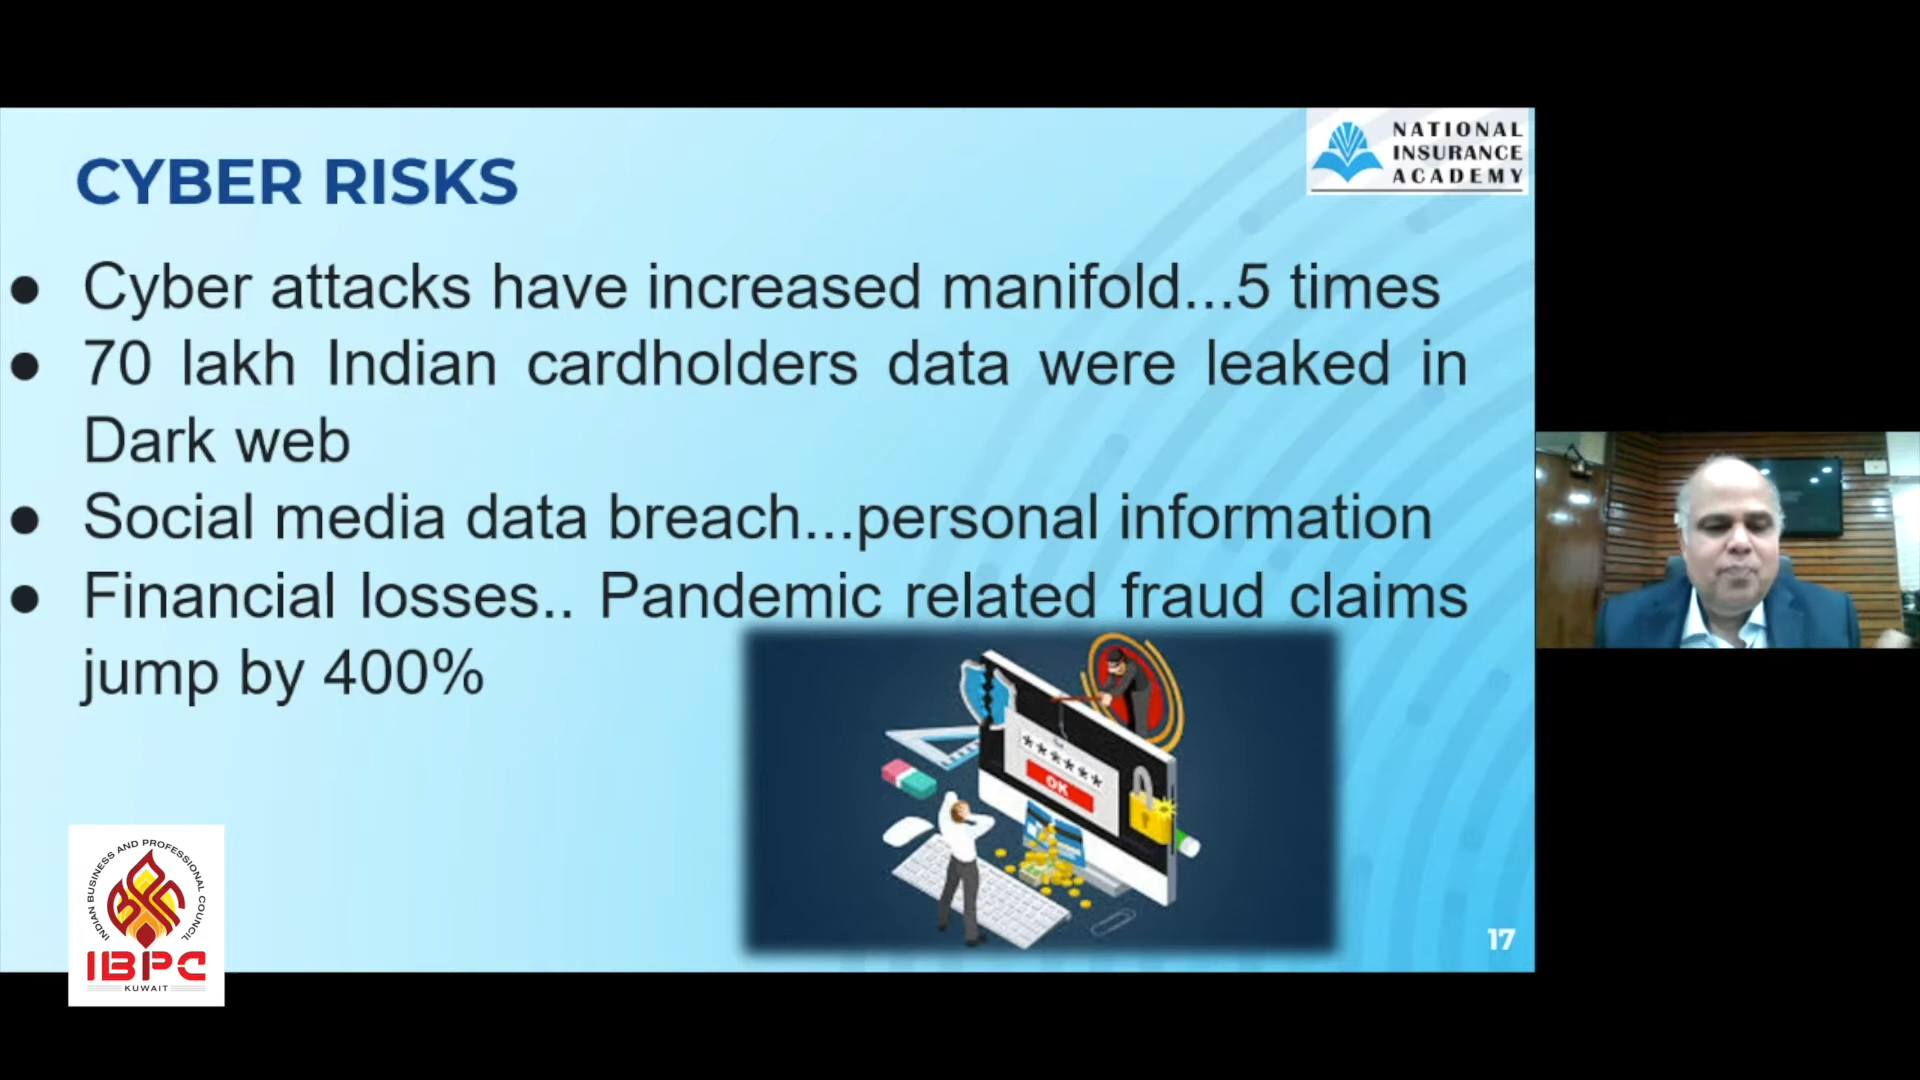 NATIONAL
INSURANCE
ACADEMY
CYBER RISKS
● Cyber attacks have increased manifold...5 times
● 70 lakh Indian cardholders data were leaked in
Dark web
● Social media data breach...personal information
● Financial losses.. Pandemic related fraud claims
jump by 400%
******
OK
17
INDIAN BUSINESS AND PROFESSIONAL COUNCIL
IBPC
KUWAIT